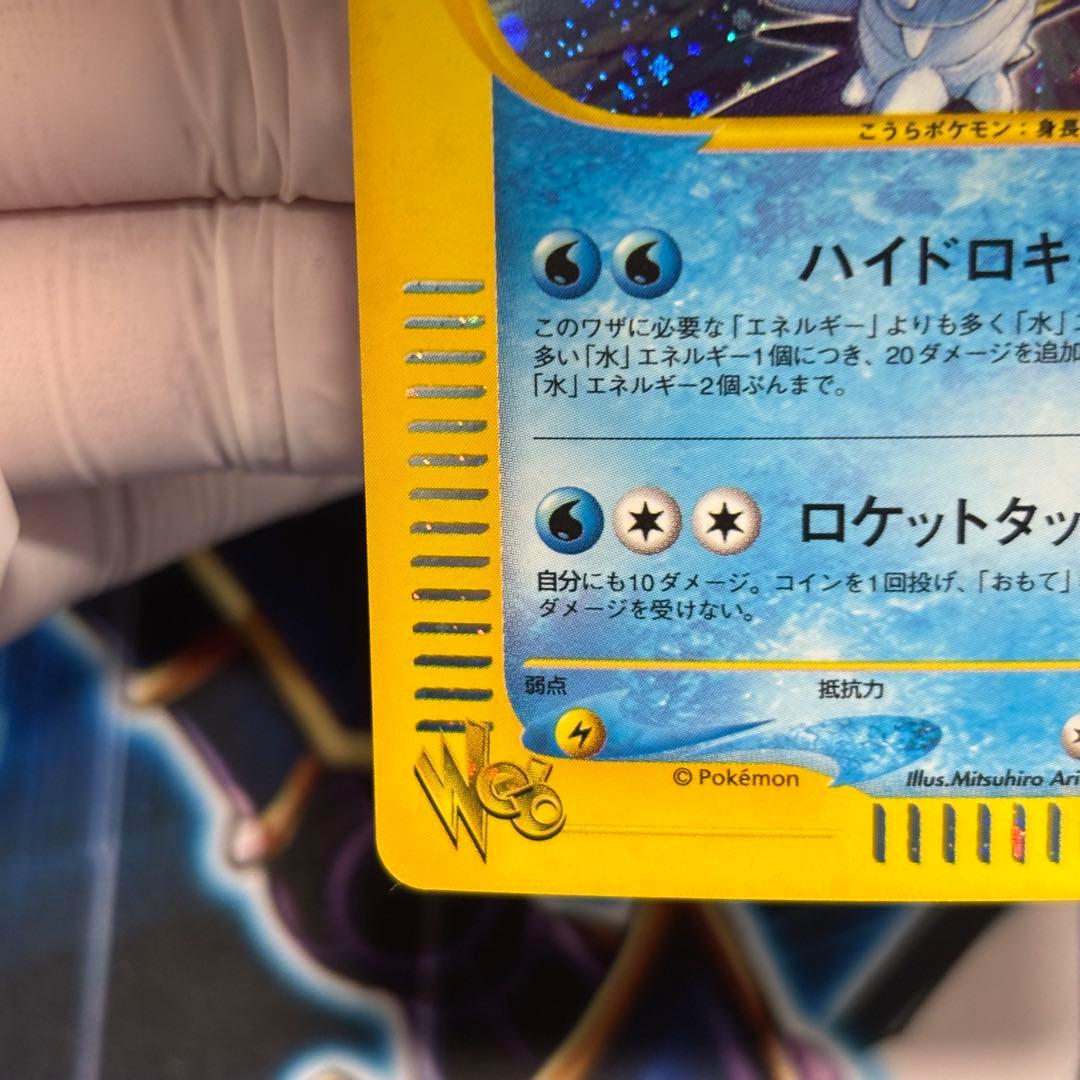 こうらポケモン：身長
ハイドロキ
このワザに必要な「エネルギー」よりも多く「水」エ
多い「水」エネルギー1個につき、20ダメージを追加
「水」エネルギー2個ぶんまで。
ロケットタッ
自分にも10ダメージ。コインを1回投げ、「おもて」
ダメージを受けない。
弱点
抵抗力
© Pokémon
Illus.Mitsuhiro Ari
Web